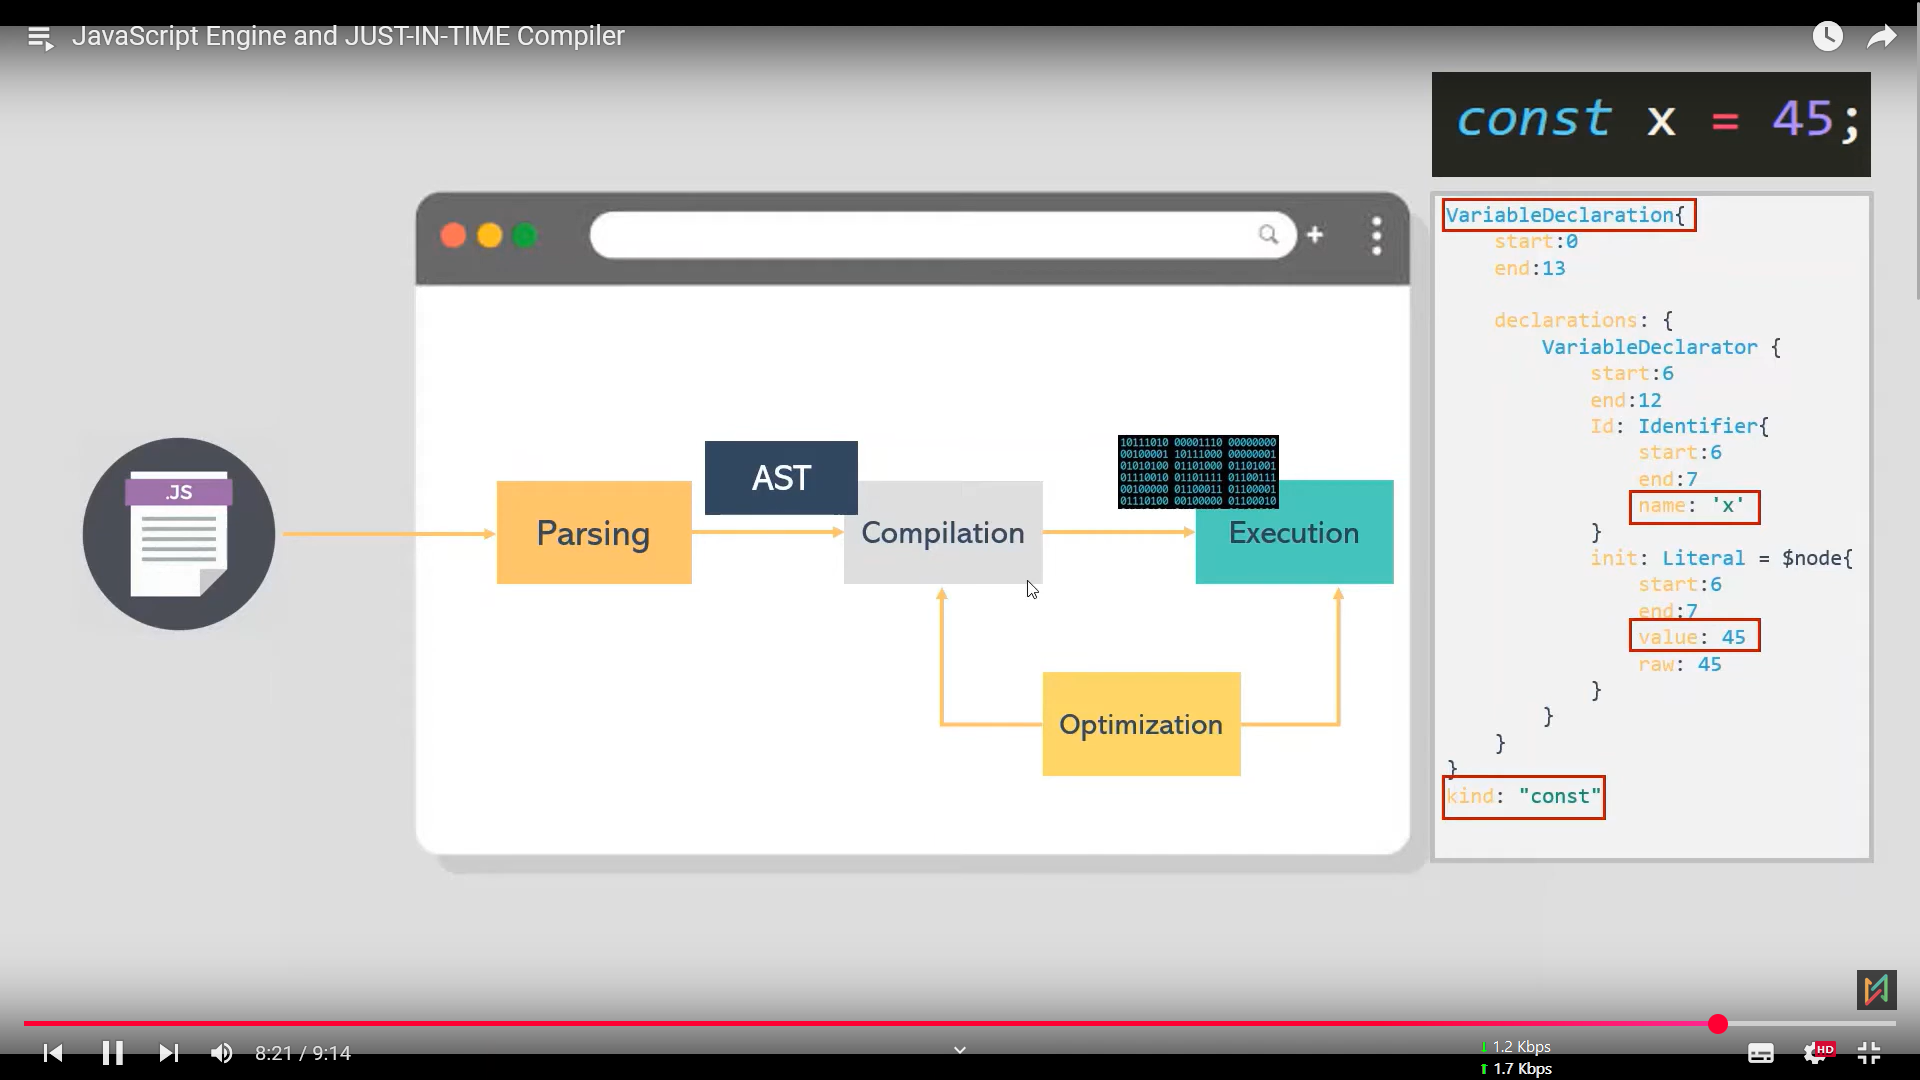 JavaScript Engine and JUST-IN-TIME Compiler
const x = 45;
VariableDeclaration{
start:0
end:13
declarations: {
VariableDeclarator {
start:6
end:12
Id: Identifier{
start:6
end:7
name: 'x'
}
init: Literal = $node{
start:6
end:7
value: 45
raw: 45
}
}
}
}
kind: "const"
.JS
Parsing
AST
Compilation
10111010 00001110 00000000
00100001 10111000 00000001
01010100 01101000 01101001
01110010 01101111 01100111
00100000 01100011 01100001
01110100 00100000 01100010
Execution
Optimization
8:21 / 9:14
1.2 Kbps
1.7 Kbps
HD